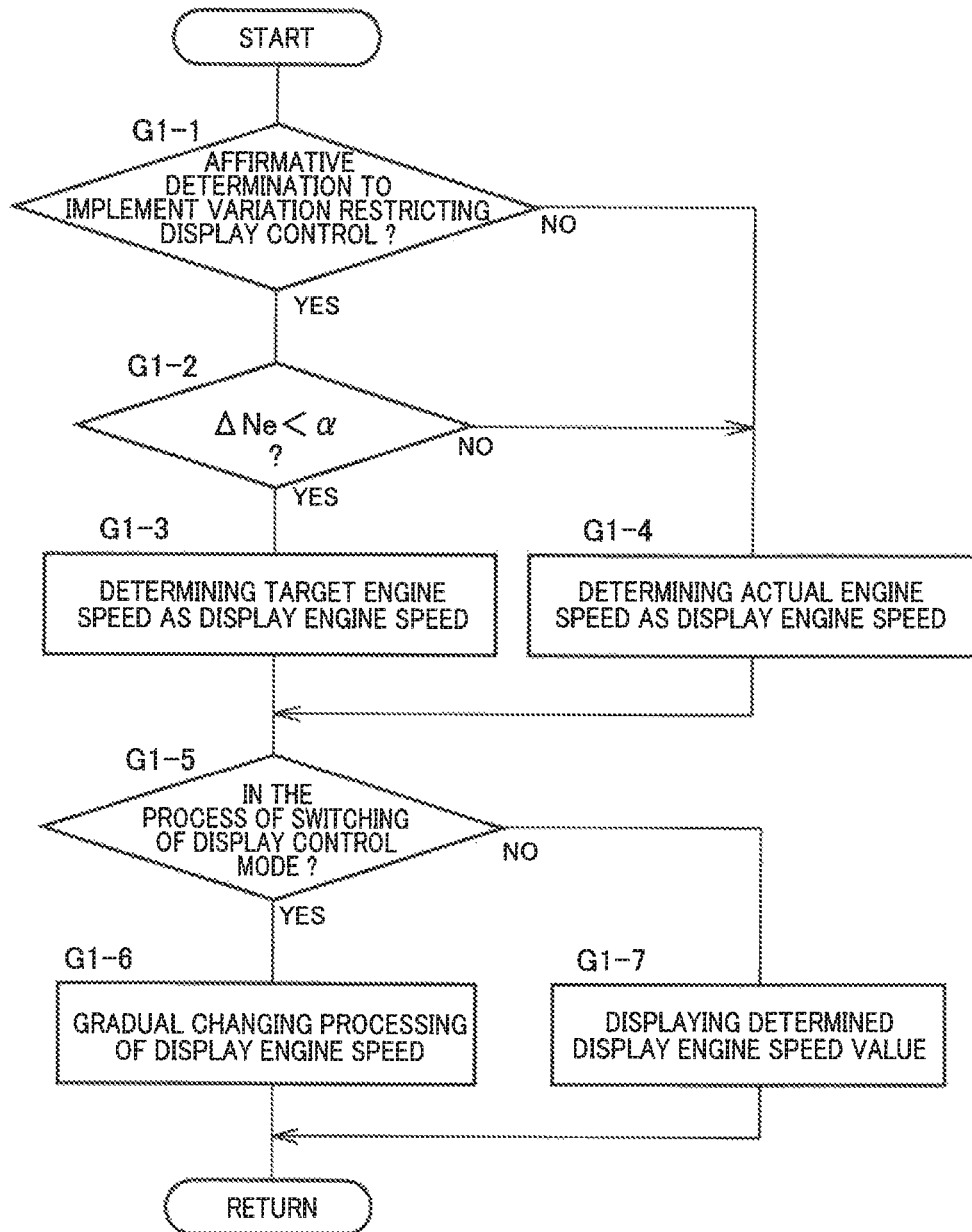 START
G1-1
AFFIRMATIVE
DETERMINATION TO
IMPLEMENT VARIATION RESTRICTING
DISPLAY CONTROL ?
NO
YES
G1-2
Δ Ne < α
?
NO
YES
G1-3
DETERMINING TARGET ENGINE
SPEED AS DISPLAY ENGINE SPEED
G1-4
DETERMINING ACTUAL ENGINE
SPEED AS DISPLAY ENGINE SPEED
G1-5
IN THE
PROCESS OF SWITCHING
OF DISPLAY CONTROL
MODE ?
NO
YES
G1-6
GRADUAL CHANGING PROCESSING
OF DISPLAY ENGINE SPEED
G1-7
DISPLAYING DETERMINED
DISPLAY ENGINE SPEED VALUE
RETURN